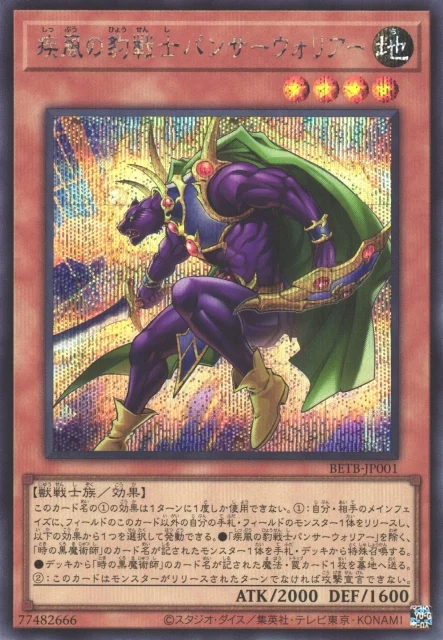 疾風の豹戦士パンサーウォリアー
地
BETB-JP001
【獣戦士族/効果】
このカード名の①の効果は1ターンに1度しか使用できない。①:自分・相手のメインフェ
イズに、フィールドのこのカード以外の自分の手札・フィールドのモンスター1体をリリースし、
以下の効果から1つを選択して発動できる。●「疾風の豹戦士パンサーウォリアー」を除く、
「時の黒魔術師」のカード名が記されたモンスター1体を手札・デッキから特殊召喚する。
●デッキから「時の黒魔術師」のカード名が記された魔法・罠カード1枚を墓地へ送る。
②:このカードはモンスターがリリースされたターンでなければ攻撃宣言できない。
ATK/2000 DEF/1600
77482666 ©スタジオ・ダイス/集英社・テレビ東京・KONAMI